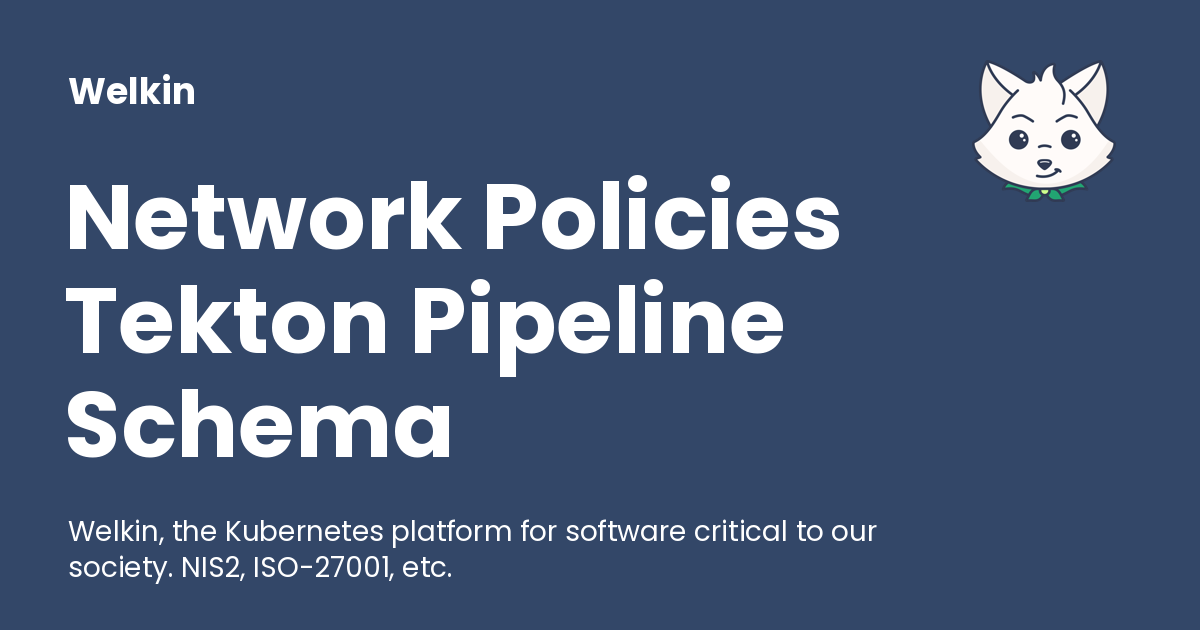 Welkin
Network Policies
Tekton Pipeline
Schema
Welkin, the Kubernetes platform for software critical to our
society. NIS2, ISO-27001, etc.